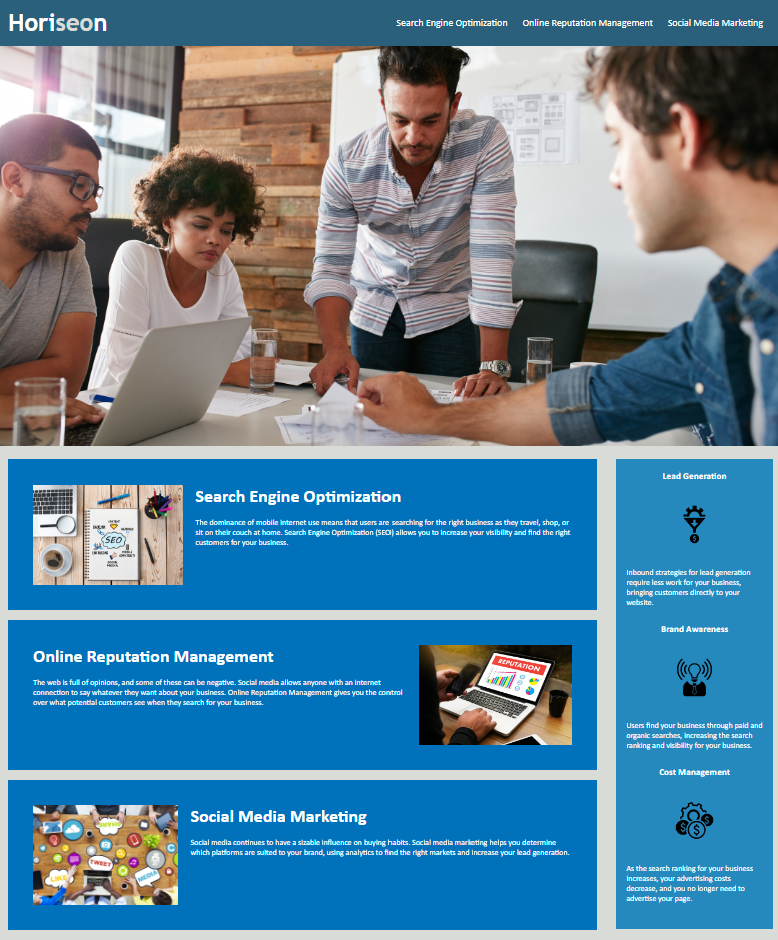 Horiseon
Search Engine Optimization
Online Reputation Management
Social Media Marketing
SEO
Search Engine Optimization
The dominance of mobile internet use means that users are searching for the right business as they travel, shop, or
sit on their couch at home. Search Engine Optimization (SEO) allows you to increase your visibility and find the right
customers for your business.
Online Reputation Management
The web is full of opinions, and some of these can be negative. Social media allows anyone with an internet
connection to say whatever they want about your business. Online Reputation Management gives you the control
over what potential customers see when they search for your business.
REPUTATION
TWEET
LIKE
MEDIA
Social Media Marketing
Social media continues to have a sizable influence on buying habits. Social media marketing helps you determine
which platforms are suited to your brand, using analytics to find the right markets and increase your lead generation.
Lead Generation
$
Inbound strategies for lead generation
require less work for your business,
bringing customers directly to your
website.
Brand Awareness
Users find your business through paid and
organic searches, increasing the search
ranking and visibility for your business.
Cost Management
$ $ $
As the search ranking for your business
increases, your advertising costs
decrease, and you no longer need to
advertise your page.